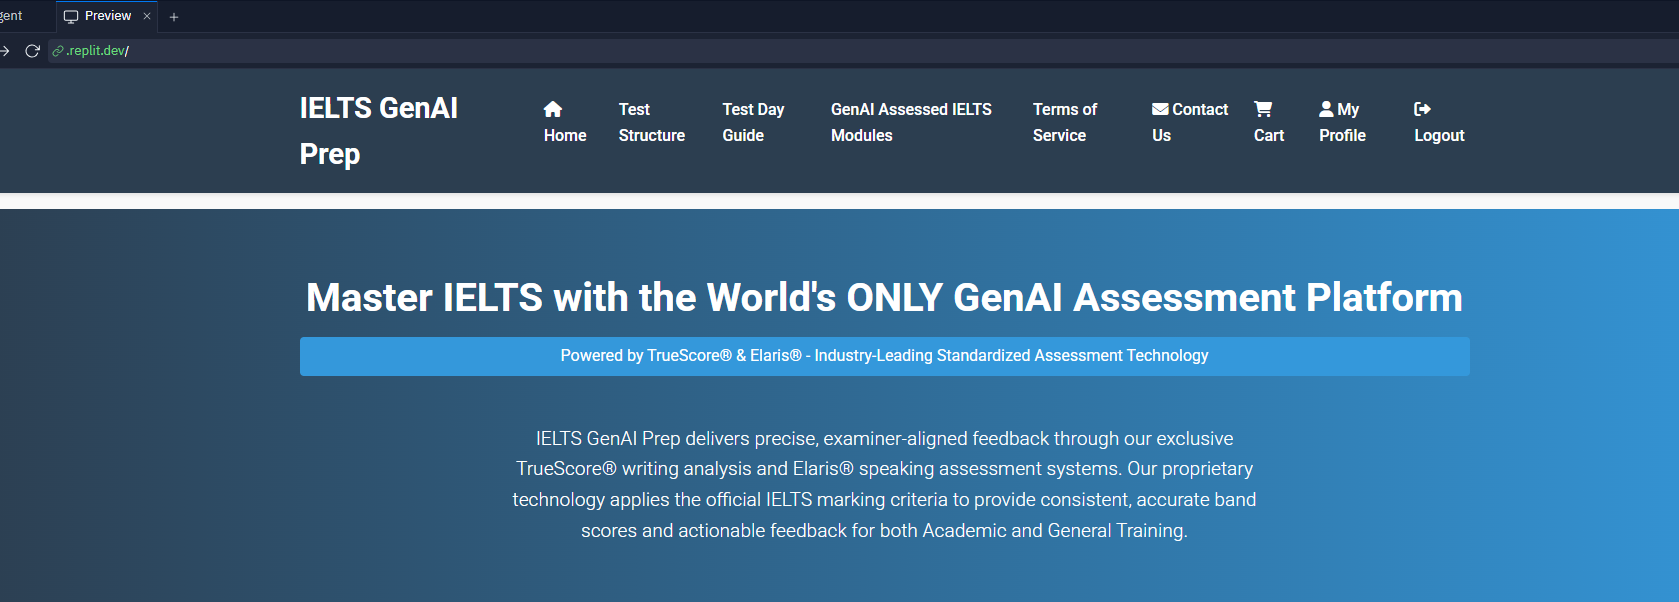 gent
Preview
.replit.dev/
IELTS GenAI
Prep
Home
Test
Structure
Test Day
Guide
GenAI Assessed IELTS
Modules
Terms of
Service
Contact
Us
Cart
My
Profile
Logout
Master IELTS with the World's ONLY GenAI Assessment Platform
Powered by TrueScore® & Elaris® - Industry-Leading Standardized Assessment Technology
IELTS GenAI Prep delivers precise, examiner-aligned feedback through our exclusive
TrueScore® writing analysis and Elaris® speaking assessment systems. Our proprietary
technology applies the official IELTS marking criteria to provide consistent, accurate band
scores and actionable feedback for both Academic and General Training.